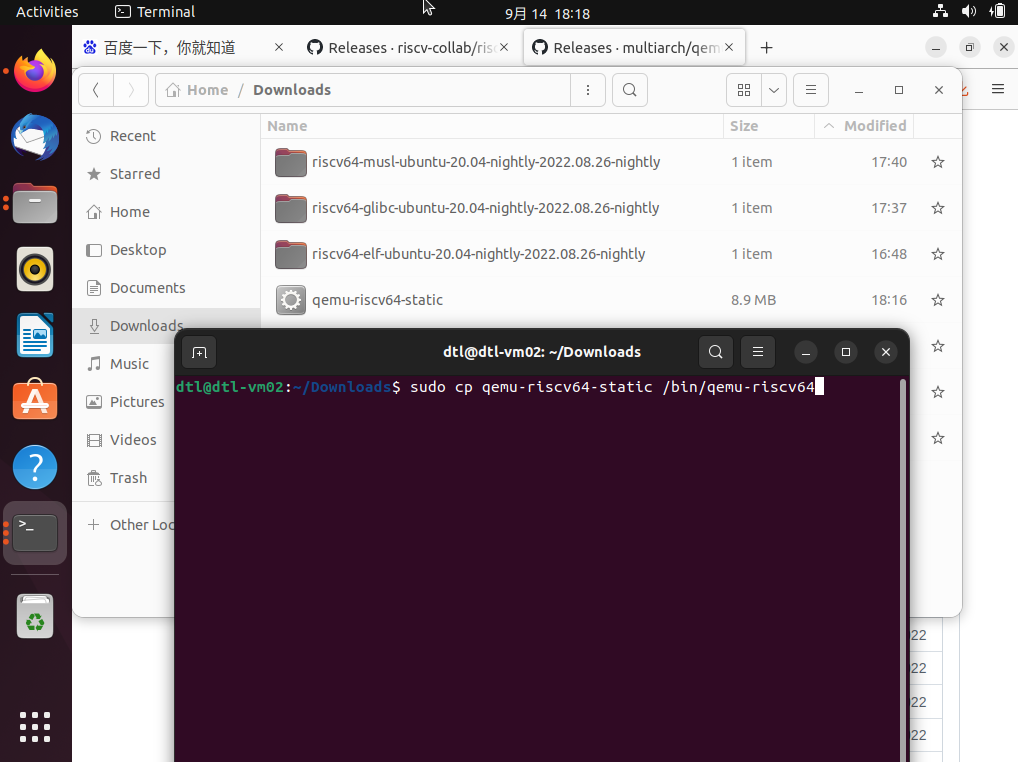 Activities Terminal 9月 14 18:18
百度一下，你就知道 Releases · riscv-collab/risc Releases · multiarch/qem
Home / Downloads
Name Size Modified
Recent
riscv64-musl-ubuntu-20.04-nightly-2022.08.26-nightly 1 item 17:40
Starred
riscv64-glibc-ubuntu-20.04-nightly-2022.08.26-nightly 1 item 17:37
Home
Desktop
riscv64-elf-ubuntu-20.04-nightly-2022.08.26-nightly 1 item 16:48
Documents
qemu-riscv64-static 8.9 MB 18:16
Downloads
Music
Pictures
Videos
Trash
Other Loc
dtl@dtl-vm02: ~/Downloads
dtl@dtl-vm02:~/Downloads$ sudo cp qemu-riscv64-static /bin/qemu-riscv64
22
22
22
22